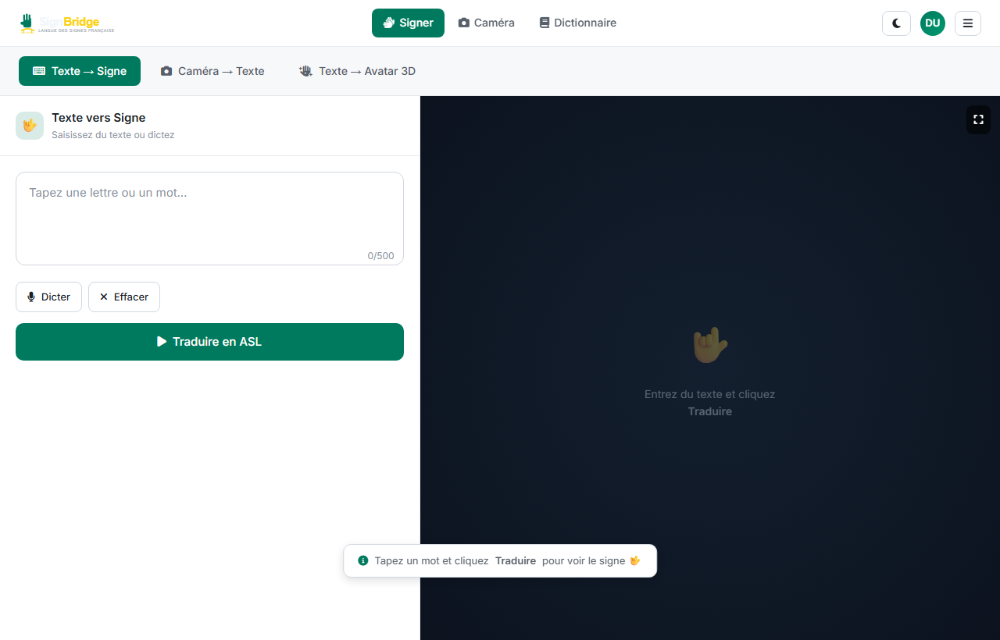 SignBridge
LANGUE DES SIGNES FRANÇAISE
Signer
Caméra
Dictionnaire
DU
Texte → Signe
Caméra → Texte
Texte → Avatar 3D
Texte vers Signe
Saisissez du texte ou dictez
Tapez une lettre ou un mot...
0/500
Dicter
Effacer
Traduire en ASL
Entrez du texte et cliquez
Traduire
Tapez un mot et cliquez Traduire pour voir le signe